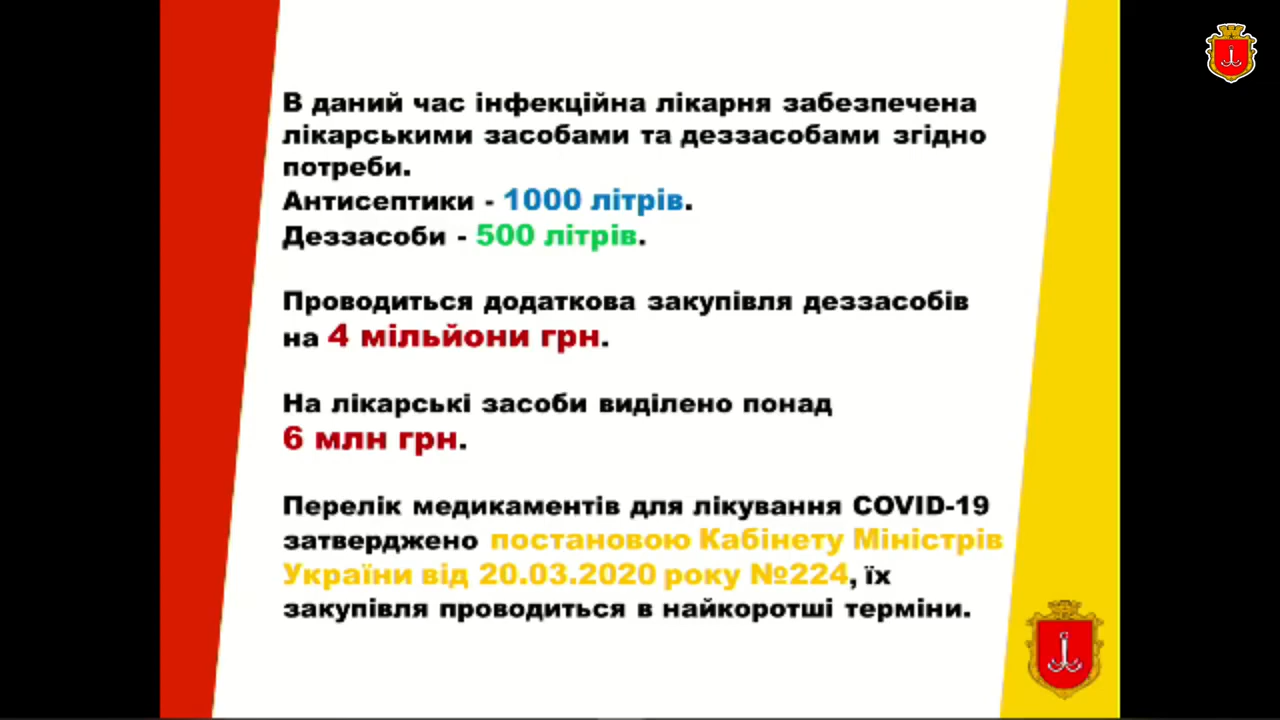 В даний час інфекційна лікарня забезпечена
лікарськими засобами та деззасобами згідно
потреби.
Антисептики - 1000 літрів.
Деззасоби - 500 літрів.
Проводиться додаткова закупівля деззасобів
на 4 мільйони грн.
На лікарські засоби виділено понад
6 млн грн.
Перелік медикаментів для лікування COVID-19
затверджено постановою Кабінету Міністрів
України від 20.03.2020 року №224, їх
закупівля проводиться в найкоротші терміни.